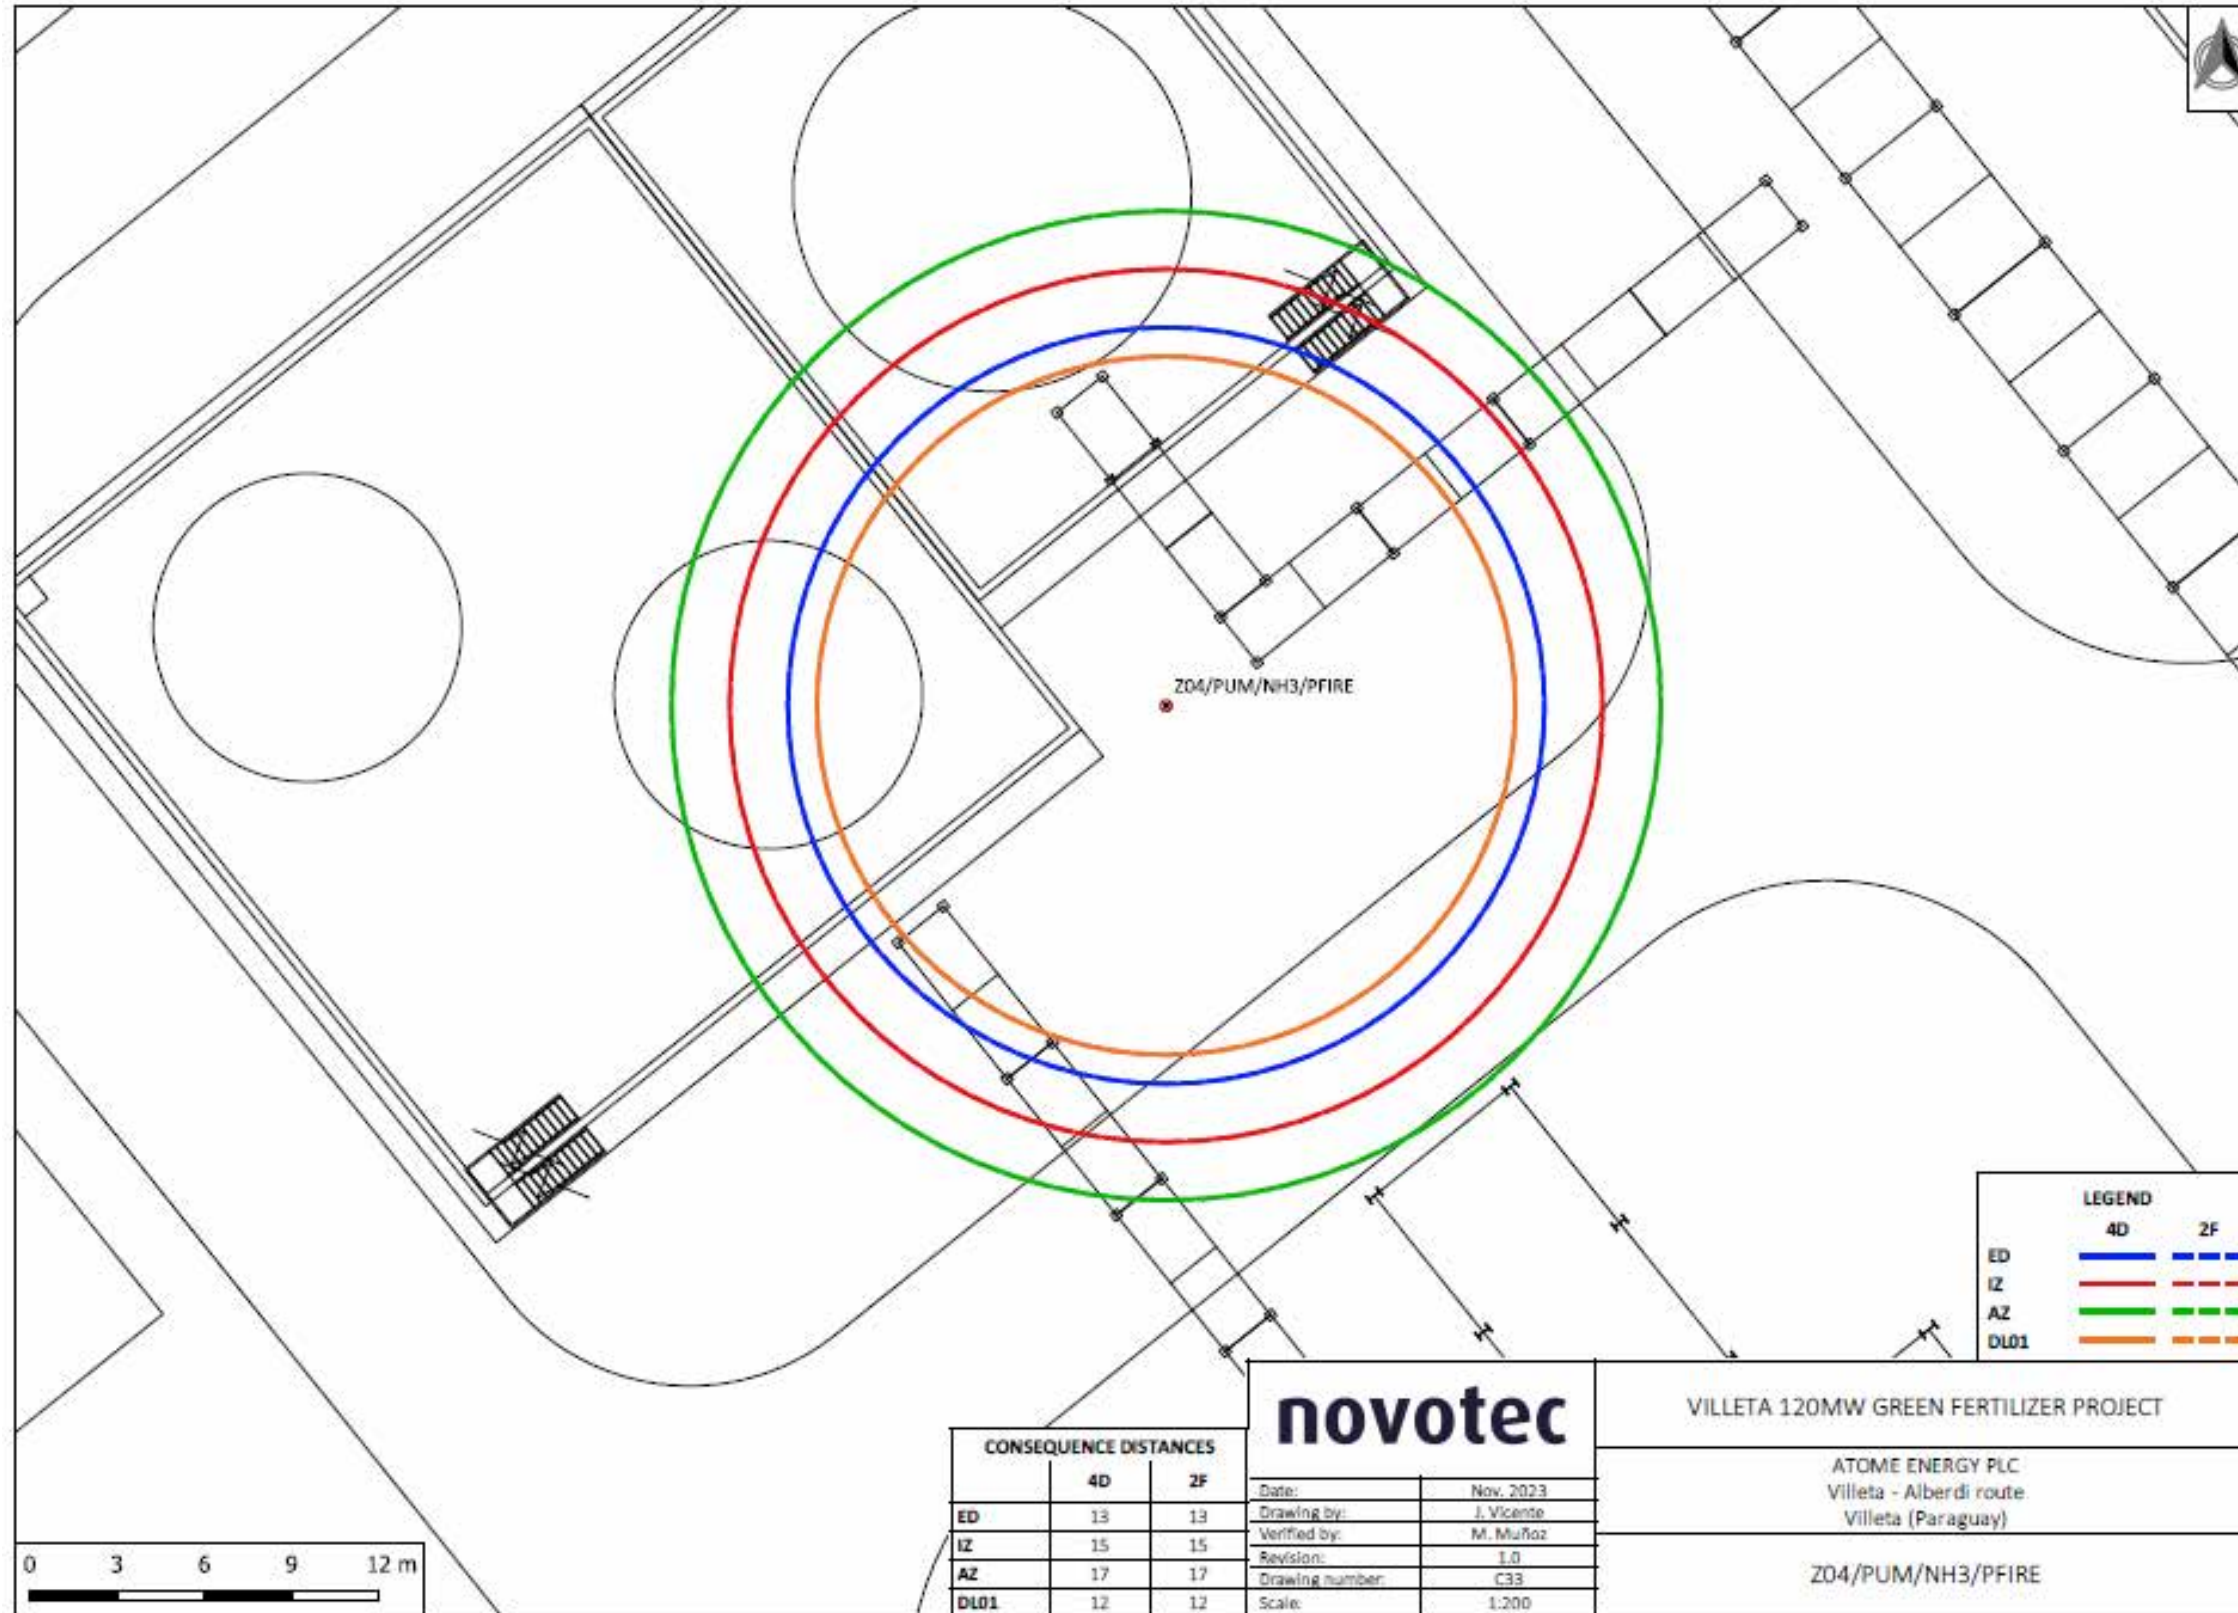 Z04/PUM/NH3/PFIRE
LEGEND
4D 2F
ED
IZ
AZ
DL01
CONSEQUENCE DISTANCES
4D 2F
ED 13 13
IZ 15 15
AZ 17 17
DL01 12 12
novotec
Date: Nov. 2023
Drawing by: J. Vicente
Verified by: M. Muñoz
Revision: 1.0
Drawing number: C33
Scale: 1:200
VILLETA 120MW GREEN FERTILIZER PROJECT
ATOME ENERGY PLC
Villeta - Alberdi route
Villeta (Paraguay)
Z04/PUM/NH3/PFIRE
0 3 6 9 12 m